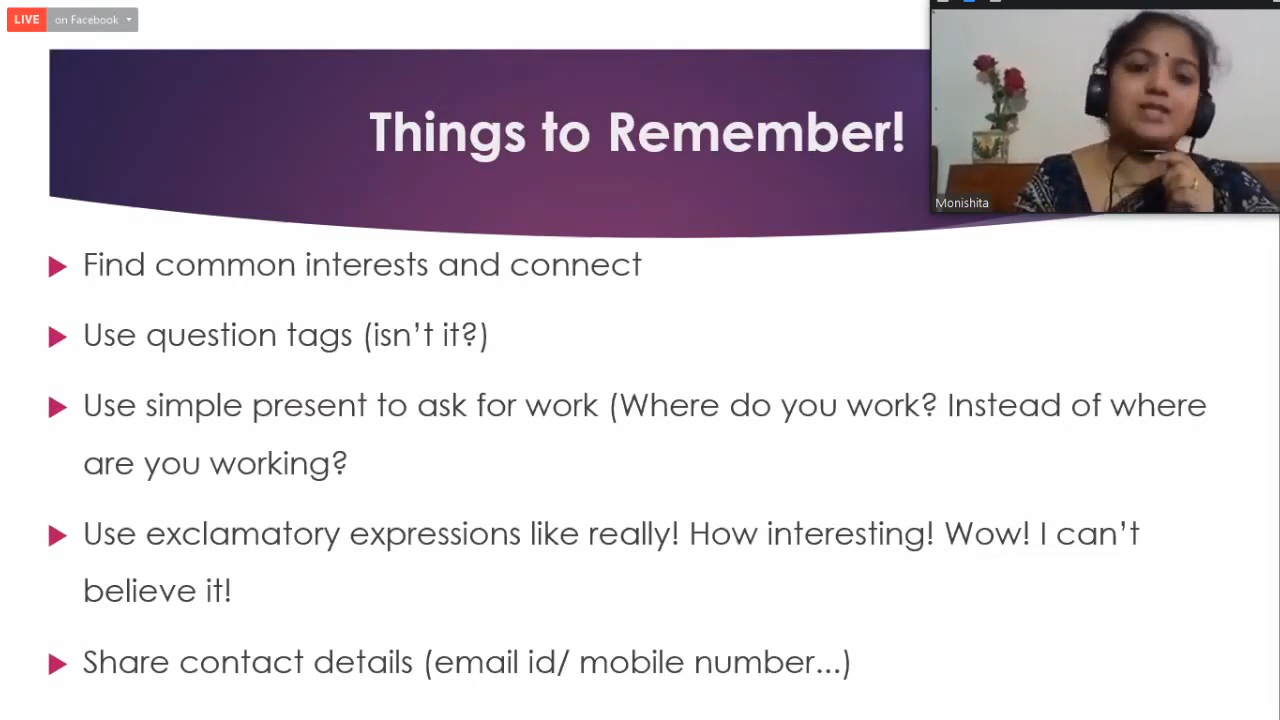 LIVE on Facebook
Things to Remember!
Monishita
Find common interests and connect
Use question tags (isn’t it?)
Use simple present to ask for work (Where do you work? Instead of where
are you working?
Use exclamatory expressions like really! How interesting! Wow! I can’t
believe it!
Share contact details (email id/ mobile number...)